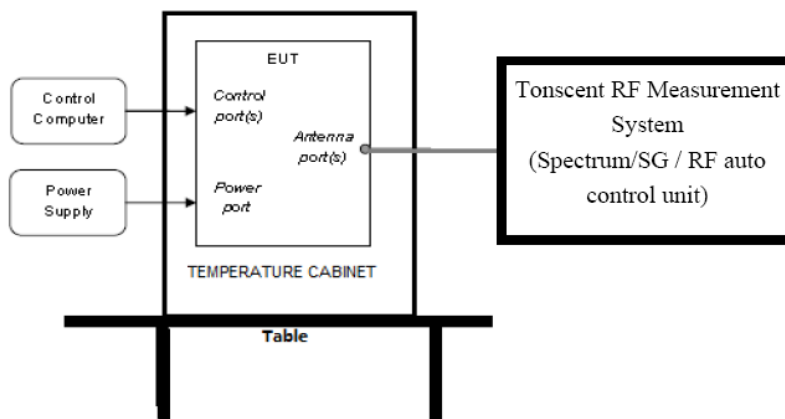 EUT
Control
Computer
Control
port(s)
Antenna
port(s)
Power
Supply
Power
port
TEMPERATURE CABINET
Table
Tonscent RF Measurement
System
(Spectrum/SG / RF auto
control unit)